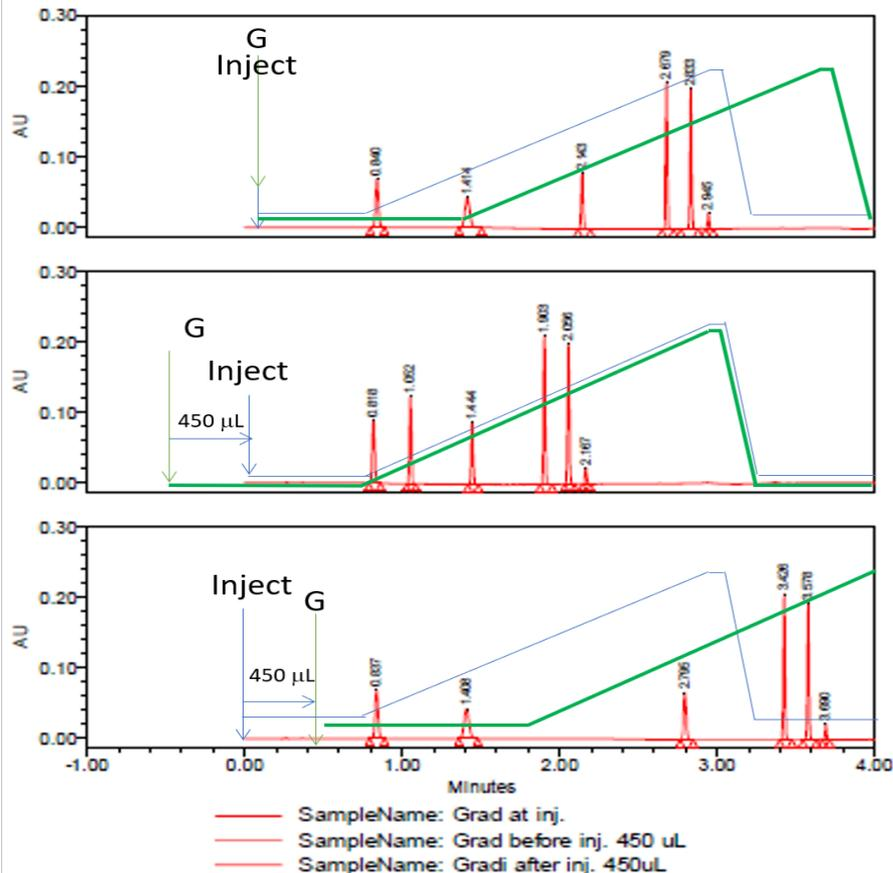 0.30
G
Inject
0.20
AU
0.10
0.00
0.840
1.414
2.143
2.679
2.833
2.945
0.30
G
0.20
Inject
AU
450 μL
0.10
0.00
0.818
1.052
1.444
1.903
2.056
2.167
0.30
Inject
G
0.20
AU
450 μL
0.10
0.00
0.837
1.408
2.795
3.426
3.578
3.690
-1.00 0.00 1.00 2.00 3.00 4.00
Minutes
SampleName: Grad at inj.
SampleName: Grad before inj. 450 uL
SampleName: Gradi after inj. 450uL